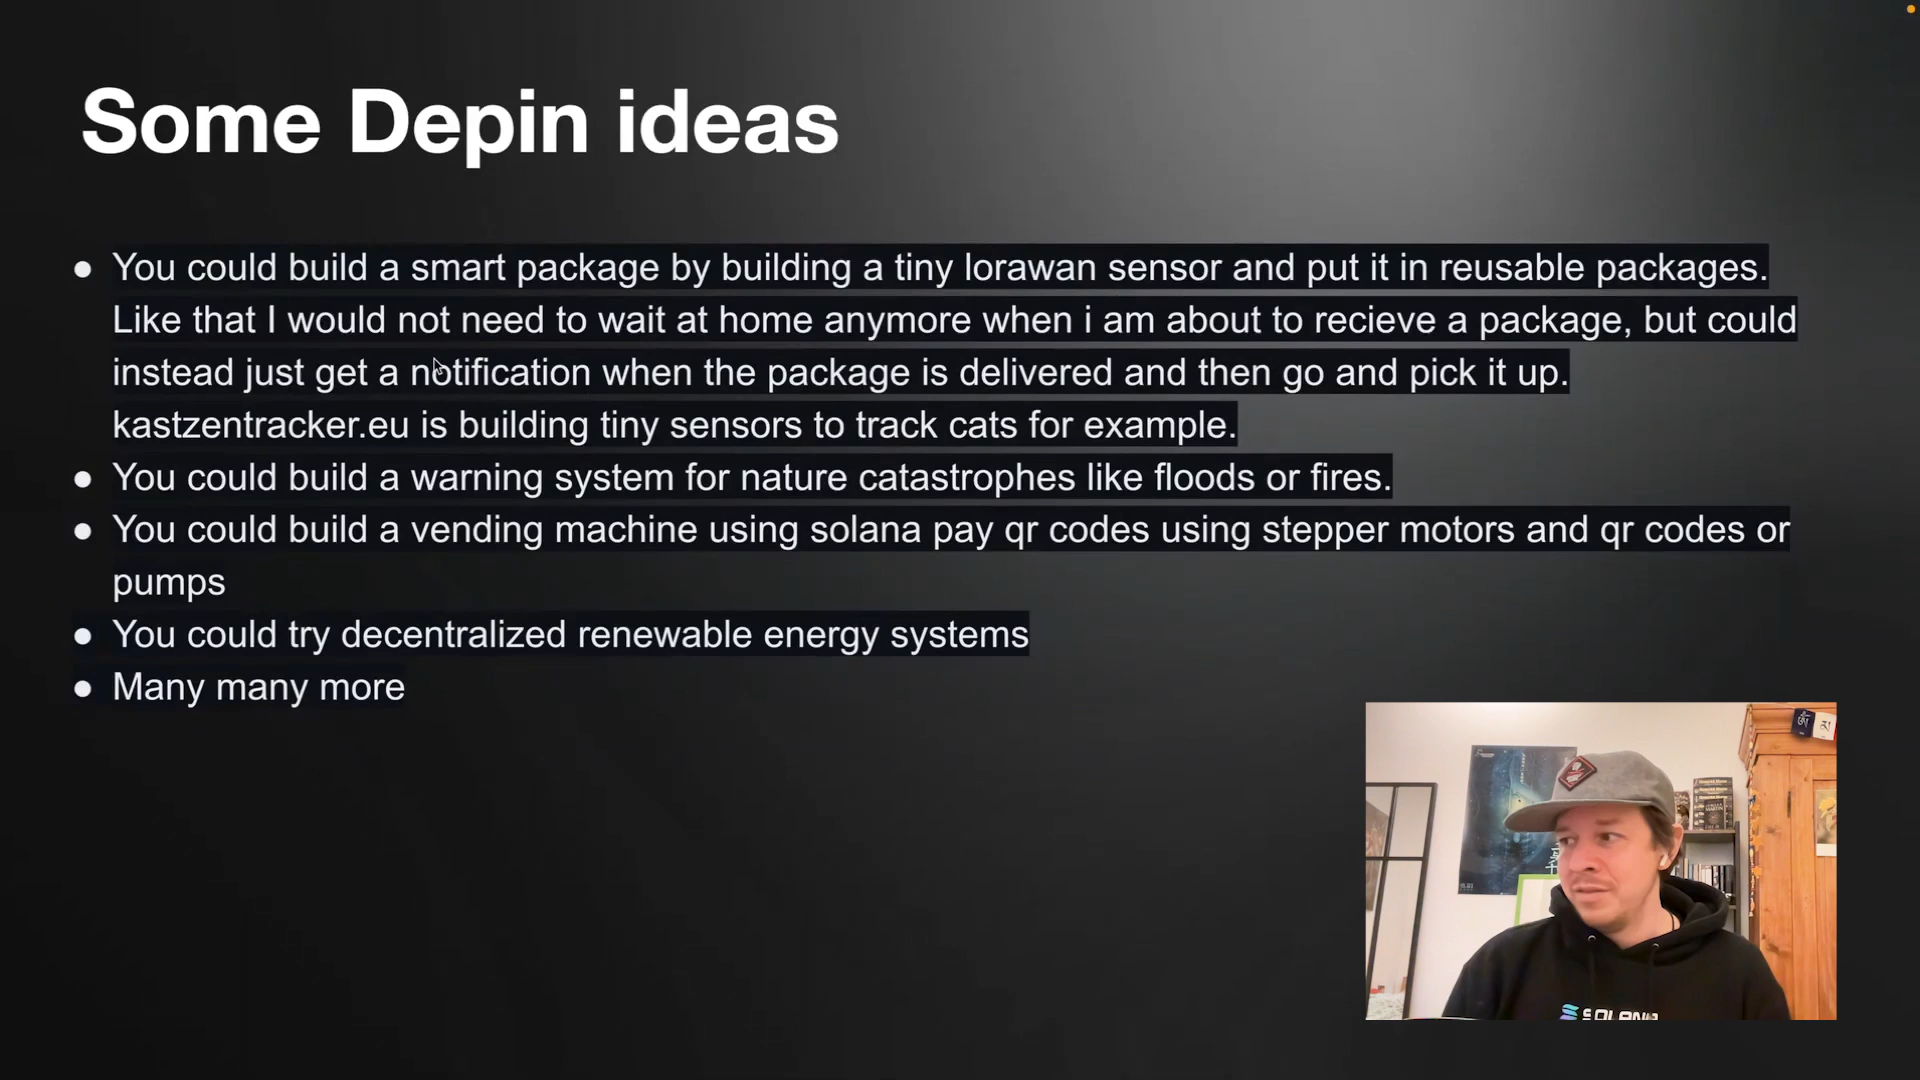 Some Depin ideas
● You could build a smart package by building a tiny lorawan sensor and put it in reusable packages.
Like that I would not need to wait at home anymore when i am about to recieve a package, but could
instead just get a notification when the package is delivered and then go and pick it up.
kastzentracker.eu is building tiny sensors to track cats for example.
● You could build a warning system for nature catastrophes like floods or fires.
● You could build a vending machine using solana pay qr codes using stepper motors and qr codes or
pumps
● You could try decentralized renewable energy systems
● Many many more
SOLANA